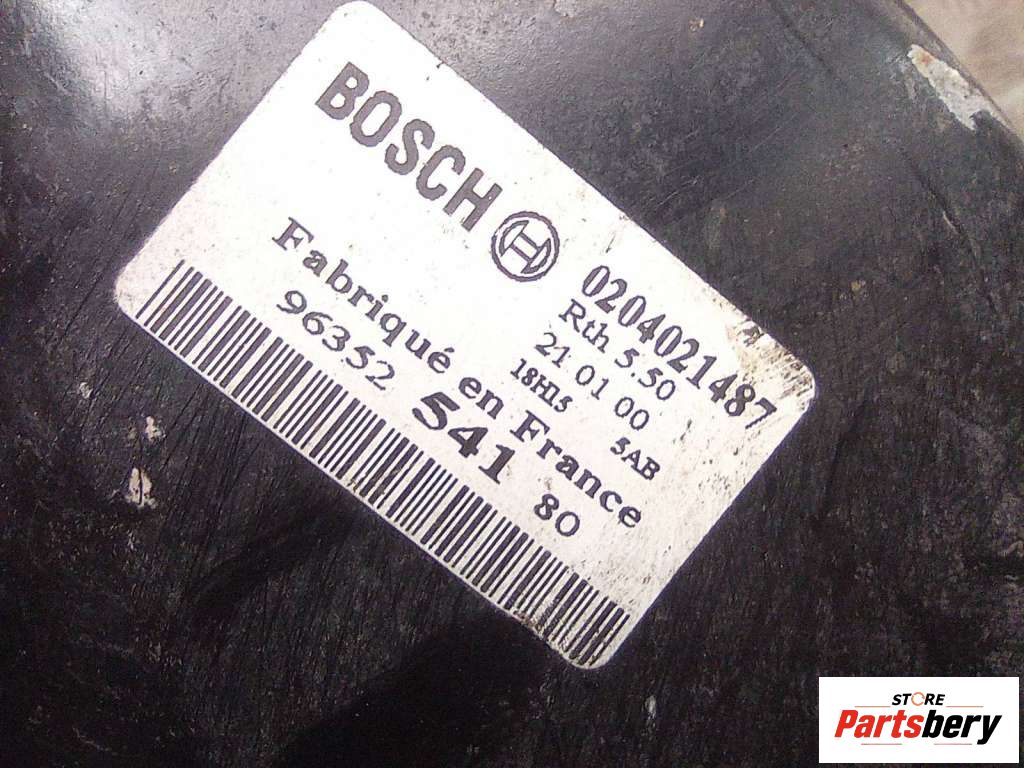 BOSCH
0204021487
Rth 5.50
21 01 00
18H15 5AB
Fabriqué en France
96352 541 80
STORE
Partsbery